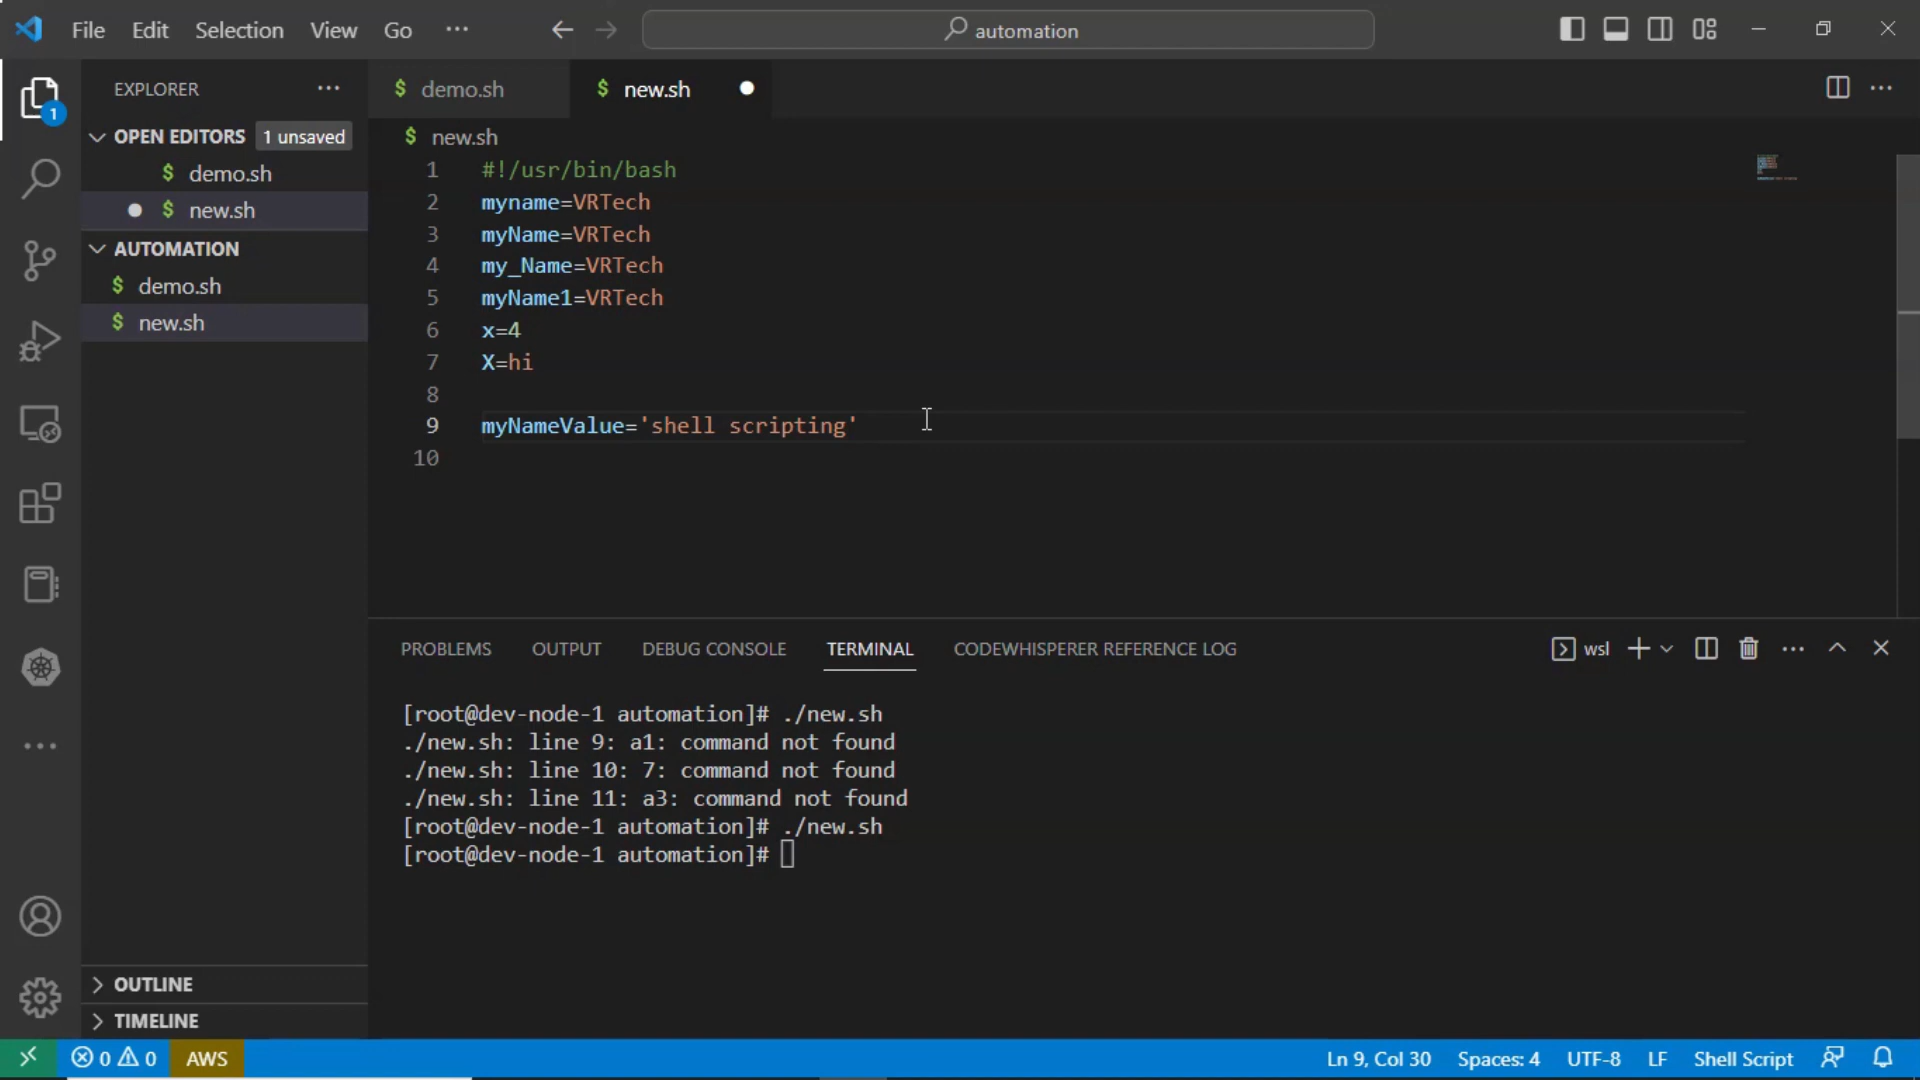 File Edit Selection View Go ··· automation
EXPLORER ···
OPEN EDITORS 1 unsaved
$ demo.sh
$ new.sh
AUTOMATION
$ demo.sh
$ new.sh
OUTLINE
TIMELINE
$ demo.sh $ new.sh
$ new.sh
1 #!/usr/bin/bash
2 myname=VRTech
3 myName=VRTech
4 my_Name=VRTech
5 myName1=VRTech
6 x=4
7 X=hi
8
9 myNameValue='shell scripting'
10
PROBLEMS OUTPUT DEBUG CONSOLE TERMINAL CODEWHISPERER REFERENCE LOG wsl
[root@dev-node-1 automation]# ./new.sh
./new.sh: line 9: a1: command not found
./new.sh: line 10: 7: command not found
./new.sh: line 11: a3: command not found
[root@dev-node-1 automation]# ./new.sh
[root@dev-node-1 automation]#
1
0 0 AWS Ln 9, Col 30 Spaces: 4 UTF-8 LF Shell Script